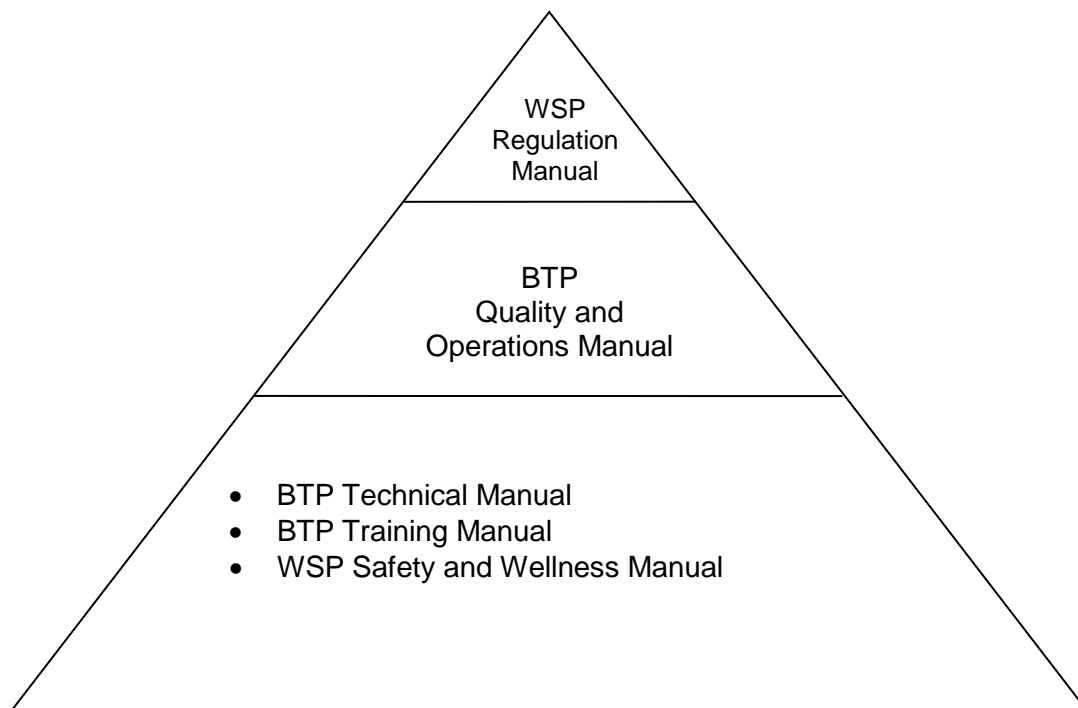 WSP
Regulation
Manual
BTP
Quality and
Operations Manual
• BTP Technical Manual
• BTP Training Manual
• WSP Safety and Wellness Manual